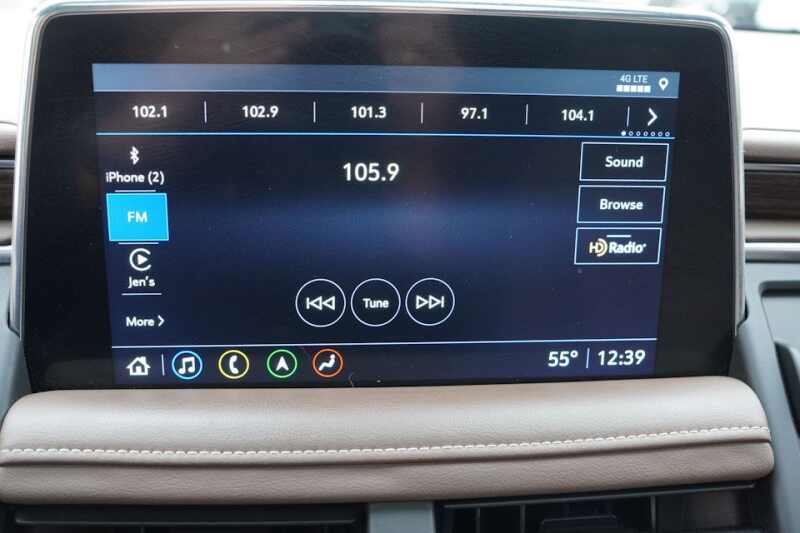 4G LTE
102.1 102.9 101.3 97.1 104.1
iPhone (2)
105.9
Sound
FM
Browse
HD Radio
Jen's
Tune
More
55° 12:39